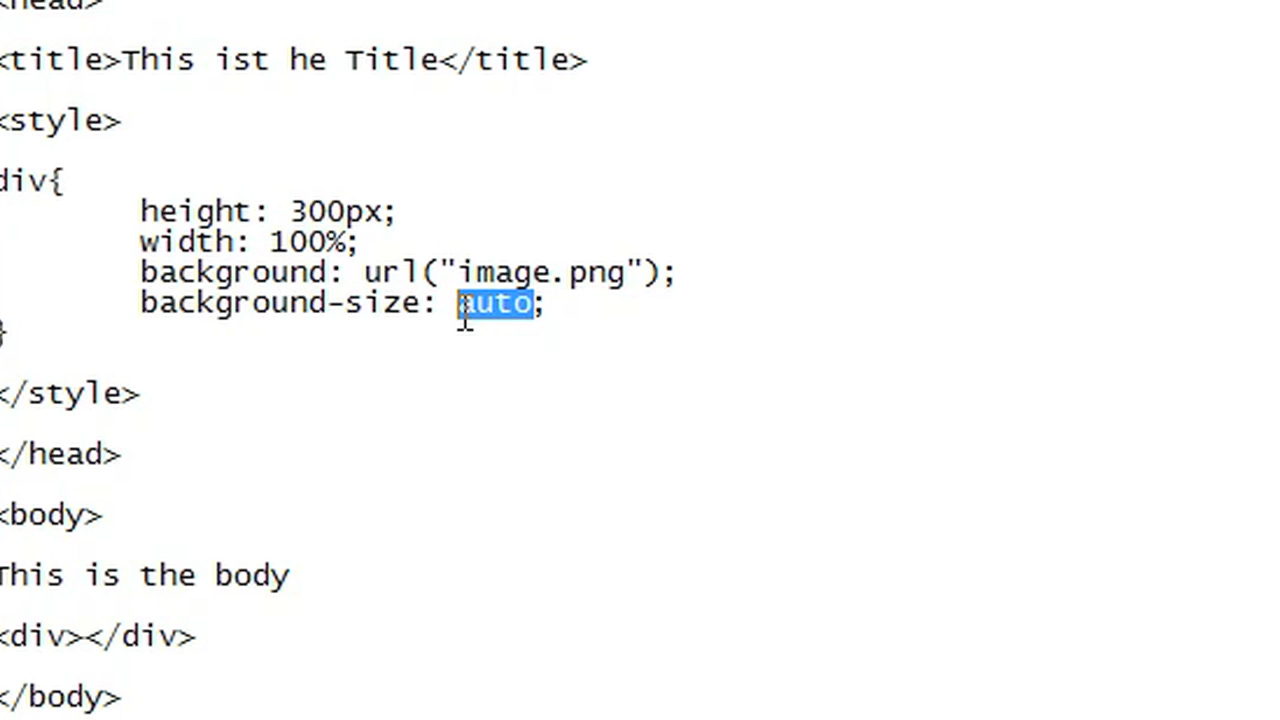 <head>
<title>This ist he Title</title>
<style>
div{
height: 300px;
width: 100%;
background: url("image.png");
background-size: auto;
}
</style>
</head>
<body>
This is the body
<div></div>
</body>